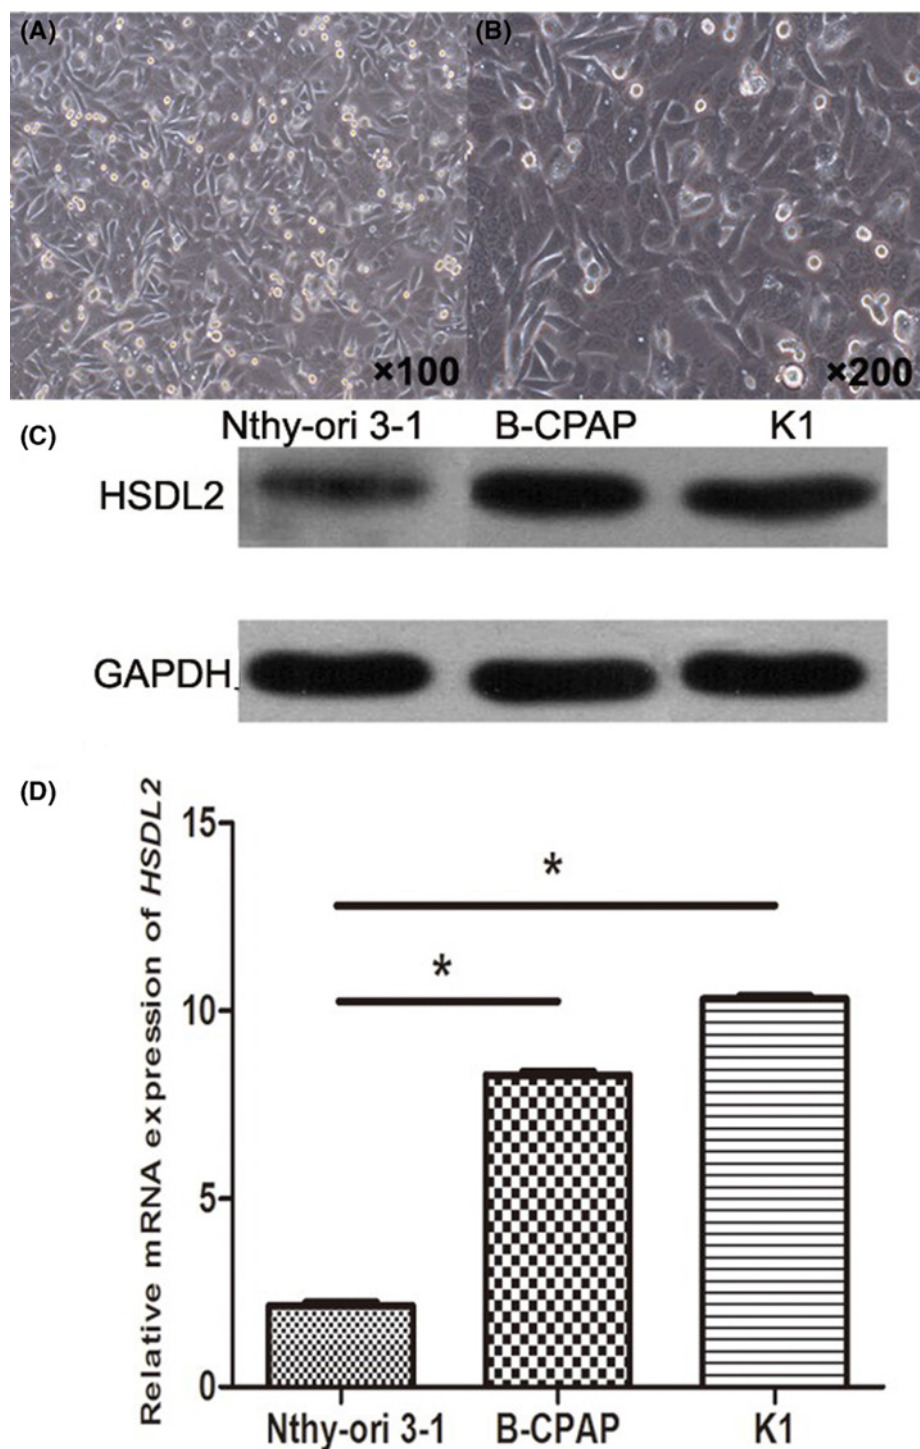 (A)
(B)
×100
×200
(C)
Nthy-ori 3-1 B-CPAP K1
HSDL2
GAPDH
(D)
Relative mRNA expression of HSDL2
15
*
*
10
5
0
Nthy-ori 3-1 B-CPAP K1